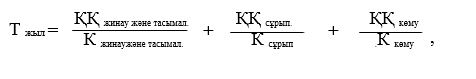 Т жыл = ҚҚ жинау және тасымал. / К жинаужәне тасымал. + ҚҚ сұрып. / К сұрып + ҚҚ көму / .К көму ,